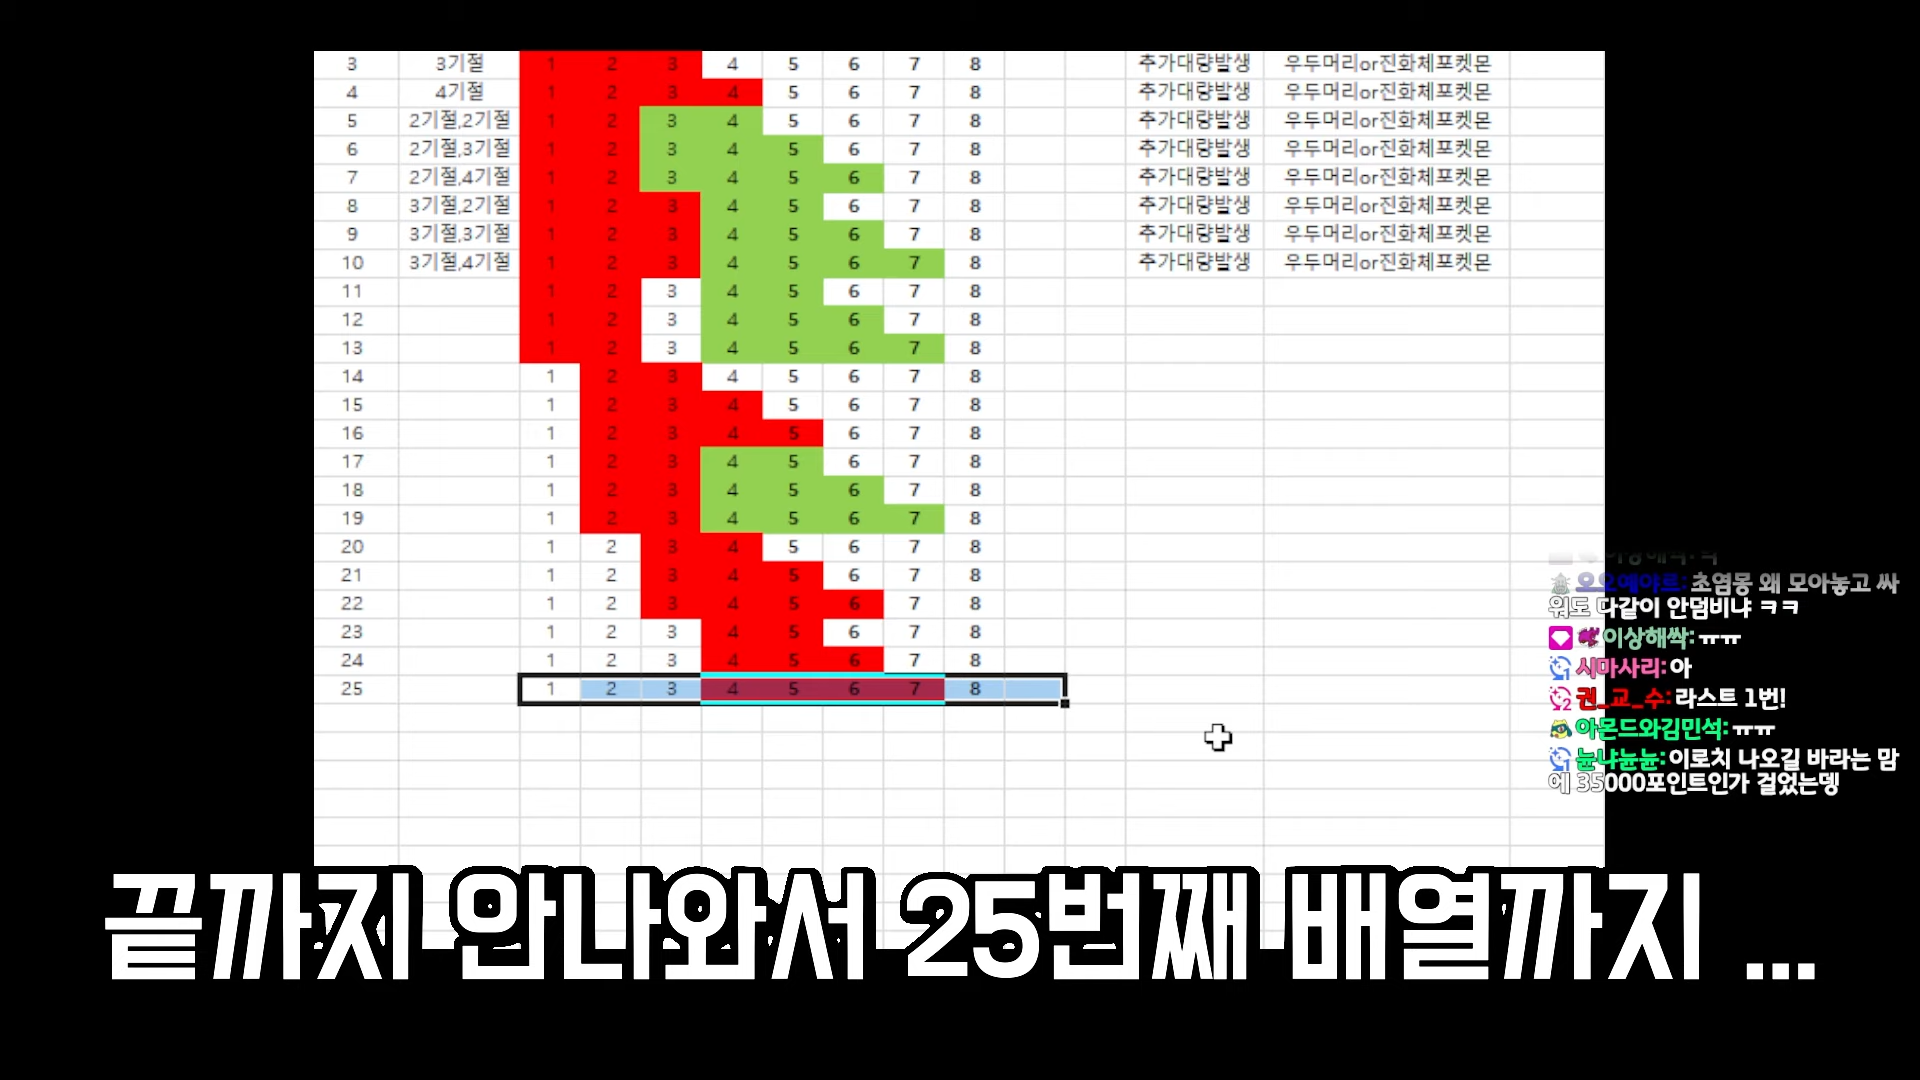 3 3기절 1 2 3 4 5 6 7 8 추가대량발생 우두머리or진화체포켓몬
4 4기절 1 2 3 4 5 6 7 8 추가대량발생 우두머리or진화체포켓몬
5 2기절,2기절 1 2 3 4 5 6 7 8 추가대량발생 우두머리or진화체포켓몬
6 2기절,3기절 1 2 3 4 5 6 7 8 추가대량발생 우두머리or진화체포켓몬
7 2기절,4기절 1 2 3 4 5 6 7 8 추가대량발생 우두머리or진화체포켓몬
8 3기절,2기절 1 2 3 4 5 6 7 8 추가대량발생 우두머리or진화체포켓몬
9 3기절,3기절 1 2 3 4 5 6 7 8 추가대량발생 우두머리or진화체포켓몬
10 3기절,4기절 1 2 3 4 5 6 7 8 추가대량발생 우두머리or진화체포켓몬
11 1 2 3 4 5 6 7 8
12 1 2 3 4 5 6 7 8
13 1 2 3 4 5 6 7 8
14 1 2 3 4 5 6 7 8
15 1 2 3 4 5 6 7 8
16 1 2 3 4 5 6 7 8
17 1 2 3 4 5 6 7 8
18 1 2 3 4 5 6 7 8
19 1 2 3 4 5 6 7 8
20 1 2 3 4 5 6 7 8
21 1 2 3 4 5 6 7 8
22 1 2 3 4 5 6 7 8
23 1 2 3 4 5 6 7 8
24 1 2 3 4 5 6 7 8
25 1 2 3 4 5 6 7 8
오오예야르: 초염몽 왜 모아놓고 싸
워도 다같이 안덤비냐 ㅋㅋ
이상해싹: ㅠㅠ
시마사리: 아
권_교_수: 라스트 1번!
아몬드와김민석: ㅠㅠ
눈냐눈눈: 이로치 나오길 바라는 맘
에 35000포인트인가 걸었는뎅
끝까지 안나와서 25번째 배열까지 ...